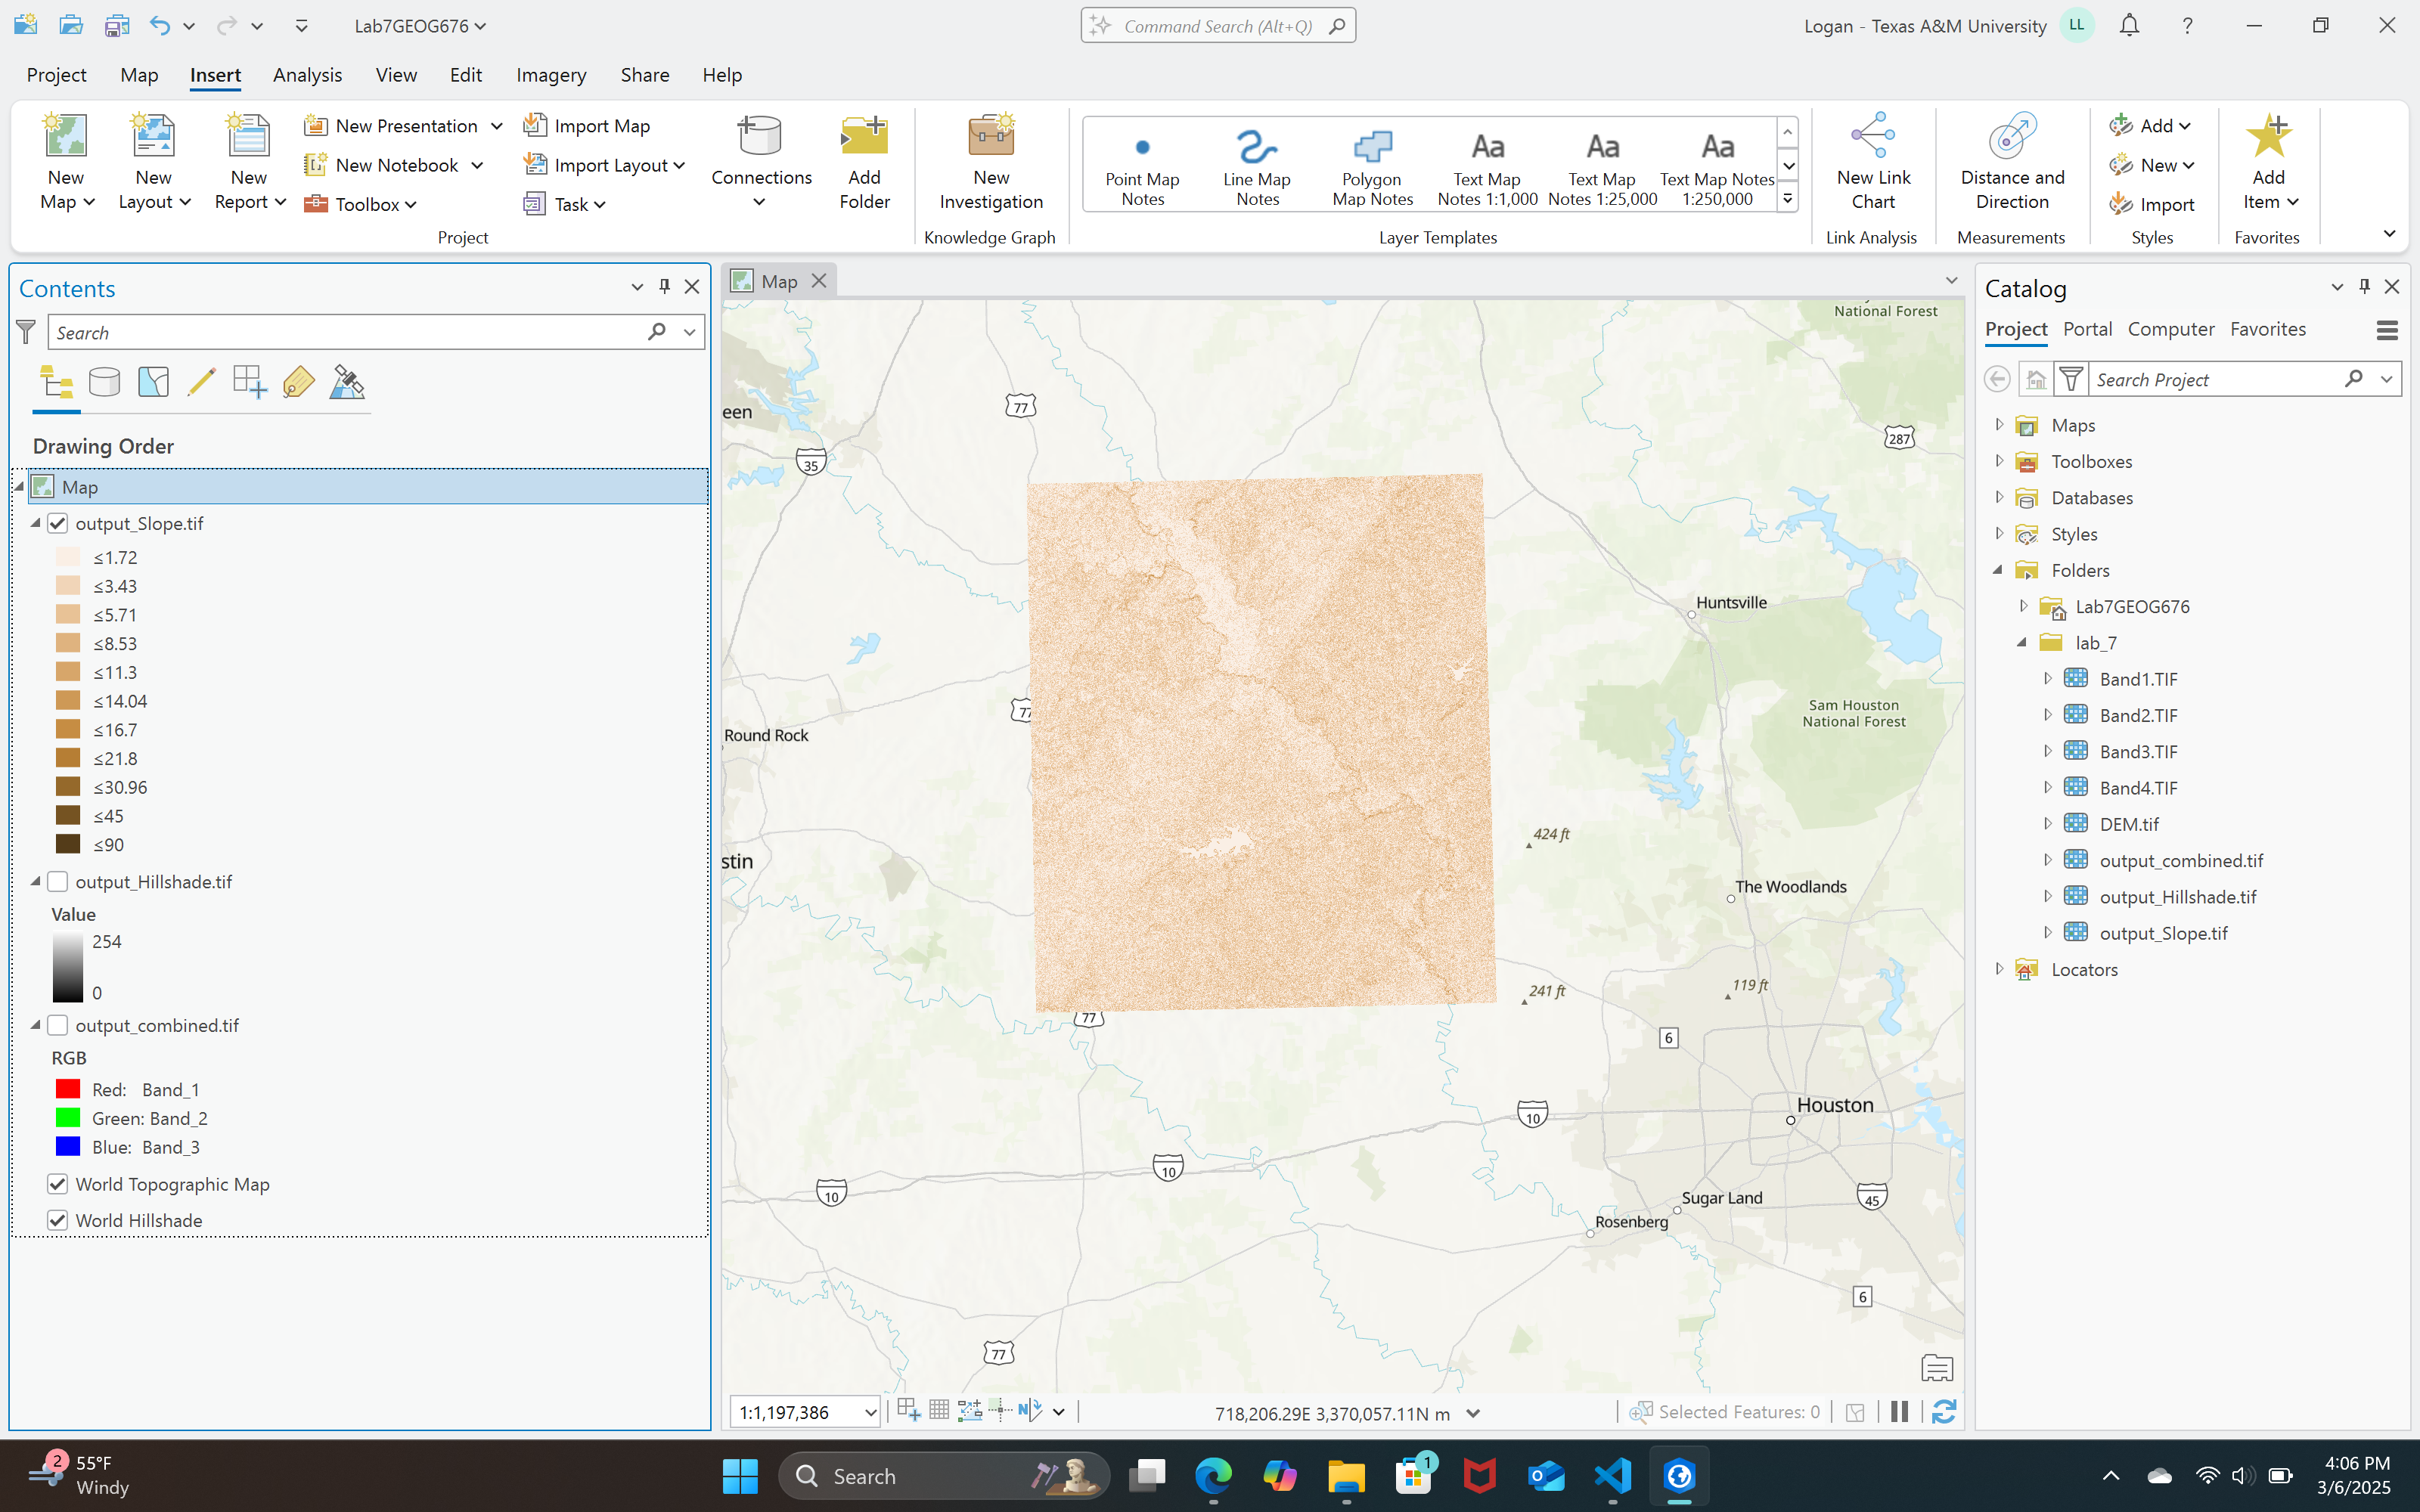 Lab7GEOG676
Command Search (Alt+Q)
Logan - Texas A&M University
LL
?
Project
Map
Insert
Analysis
View
Edit
Imagery
Share
Help
New
Map
New
Layout
New
Report
New Presentation
New Notebook
Toolbox
Import Map
Import Layout
Task
Connections
Add
Folder
Project
New
Investigation
Knowledge Graph
Point Map
Notes
Line Map
Notes
Polygon
Map Notes
Aa
Text Map
Notes 1:1,000
Aa
Text Map
Notes 1:25,000
Aa
Text Map Notes
1:250,000
Layer Templates
New Link
Chart
Link Analysis
Distance and
Direction
Measurements
Add
New
Import
Styles
Add
Item
Favorites
Contents
Search
Drawing Order
Map
output_Slope.tif
≤1.72
≤3.43
≤5.71
≤8.53
≤11.3
≤14.04
≤16.7
≤21.8
≤30.96
≤45
≤90
output_Hillshade.tif
Value
254
0
output_combined.tif
RGB
Red: Band_1
Green: Band_2
Blue: Band_3
World Topographic Map
World Hillshade
Map
National Forest
77
een
287
35
Huntsville
77
Sam Houston
National Forest
Round Rock
424 ft
stin
The Woodlands
119 ft
241 ft
77
6
Houston
10
10
10
Sugar Land
45
Rosenberg
6
77
1:1,197,386
N
718,206.29E 3,370,057.11N m
Selected Features: 0
Catalog
Project
Portal
Computer
Favorites
Search Project
Maps
Toolboxes
Databases
Styles
Folders
Lab7GEOG676
lab_7
Band1.TIF
Band2.TIF
Band3.TIF
Band4.TIF
DEM.tif
output_combined.tif
output_Hillshade.tif
output_Slope.tif
Locators
2
55°F
Windy
Search
1
4:06 PM
3/6/2025